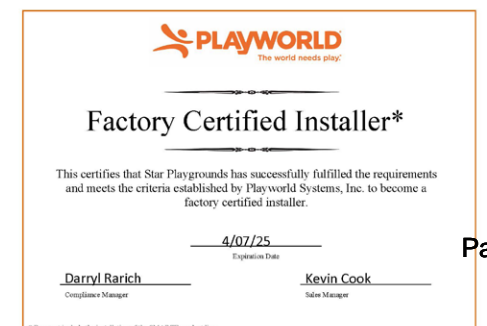 PLAYWORLD
The world needs play.
Factory Certified Installer*
This certifies that Star Playgrounds has successfully fulfilled the requirements
and meets the criteria established by Playworld Systems, Inc. to become a
factory certified installer.
4/07/25
Expiration Date
Pa
Darryl Rarich
Kevin Cook
Compliance Manager
Sales Manager